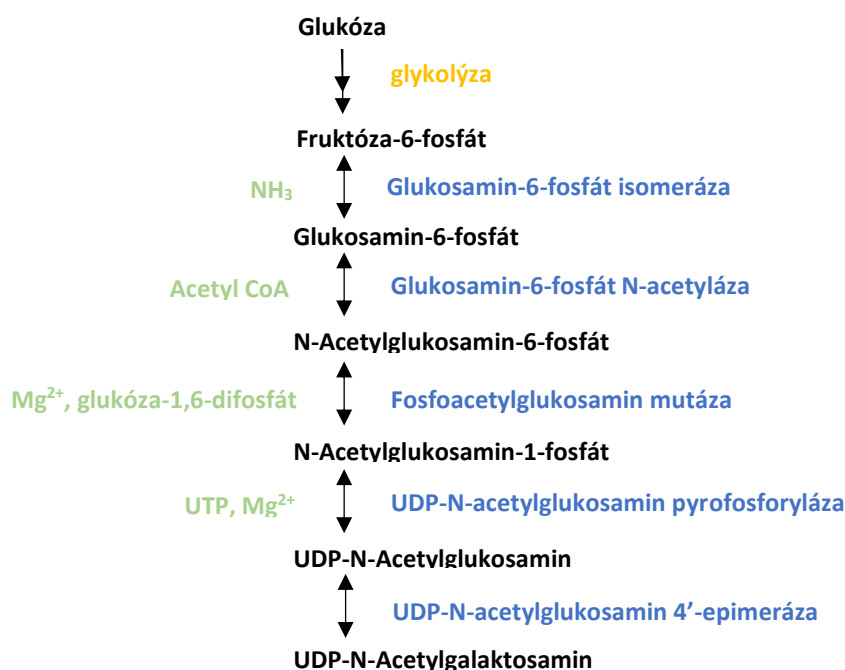 Glukóza
glykolýza
Fruktóza-6-fosfát
NH₃
Glukosamin-6-fosfát isomeráza
Glukosamin-6-fosfát
Acetyl CoA
Glukosamin-6-fosfát N-acetyláza
N-Acetylglukosamin-6-fosfát
Mg²⁺, glukóza-1,6-difosfát
Fosfoacetylglukosamin mutáza
N-Acetylglukosamin-1-fosfát
UTP, Mg²⁺
UDP-N-acetylglukosamin pyrofosforyláza
UDP-N-Acetylglukosamin
UDP-N-acetylglukosamin 4’-epimeráza
UDP-N-Acetylgalaktosamin